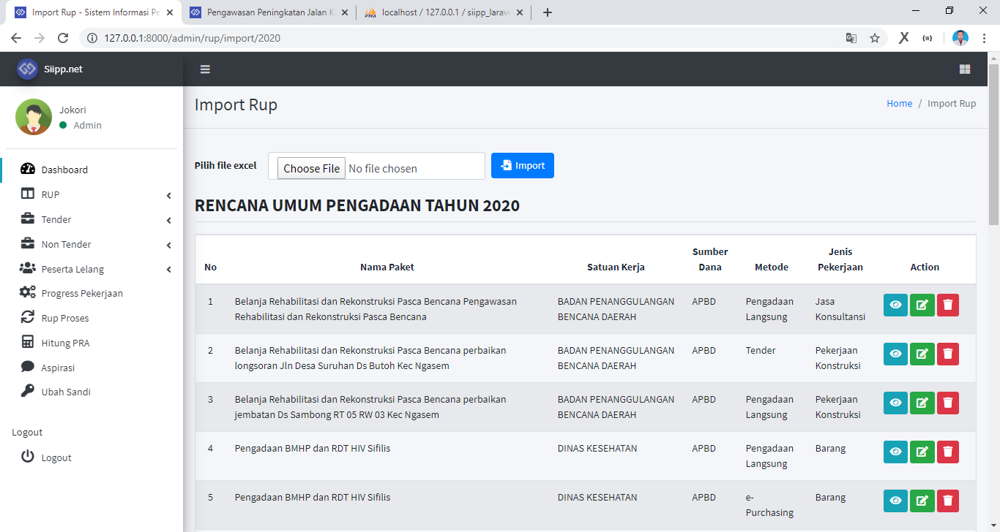 Import Rup - Sistem Informasi Pe
Pengawasan Peningkatan Jalan K
localhost / 127.0.0.1 / siipp_larave
127.0.0.1:8000/admin/rup/import/2020
Siipp.net
Jokori
Admin
Dashboard
RUP
Tender
Non Tender
Peserta Lelang
Progress Pekerjaan
Rup Proses
Hitung PRA
Aspirasi
Ubah Sandi
Logout
Logout
Import Rup
Home / Import Rup
Pilih file excel Choose File No file chosen Import
RENCANA UMUM PENGADAAN TAHUN 2020
No Nama Paket Satuan Kerja Sumber Dana Metode Jenis Pekerjaan Action
1 Belanja Rehabilitasi dan Rekonstruksi Pasca Bencana Pengawasan Rehabilitasi dan Rekonstruksi Pasca Bencana BADAN PENANGGULANGAN BENCANA DAERAH APBD Pengadaan Langsung Jasa Konsultansi
2 Belanja Rehabilitasi dan Rekonstruksi Pasca Bencana perbaikan longsoran Jln Desa Suruhan Ds Butoh Kec Ngasem BADAN PENANGGULANGAN BENCANA DAERAH APBD Tender Pekerjaan Konstruksi
3 Belanja Rehabilitasi dan Rekonstruksi Pasca Bencana perbaikan jembatan Ds Sambong RT 05 RW 03 Kec Ngasem BADAN PENANGGULANGAN BENCANA DAERAH APBD Pengadaan Langsung Pekerjaan Konstruksi
4 Pengadaan BMHP dan RDT HIV Sifilis DINAS KESEHATAN APBD Pengadaan Langsung Barang
5 Pengadaan BMHP dan RDT HIV Sifilis DINAS KESEHATAN APBD e-Purchasing Barang